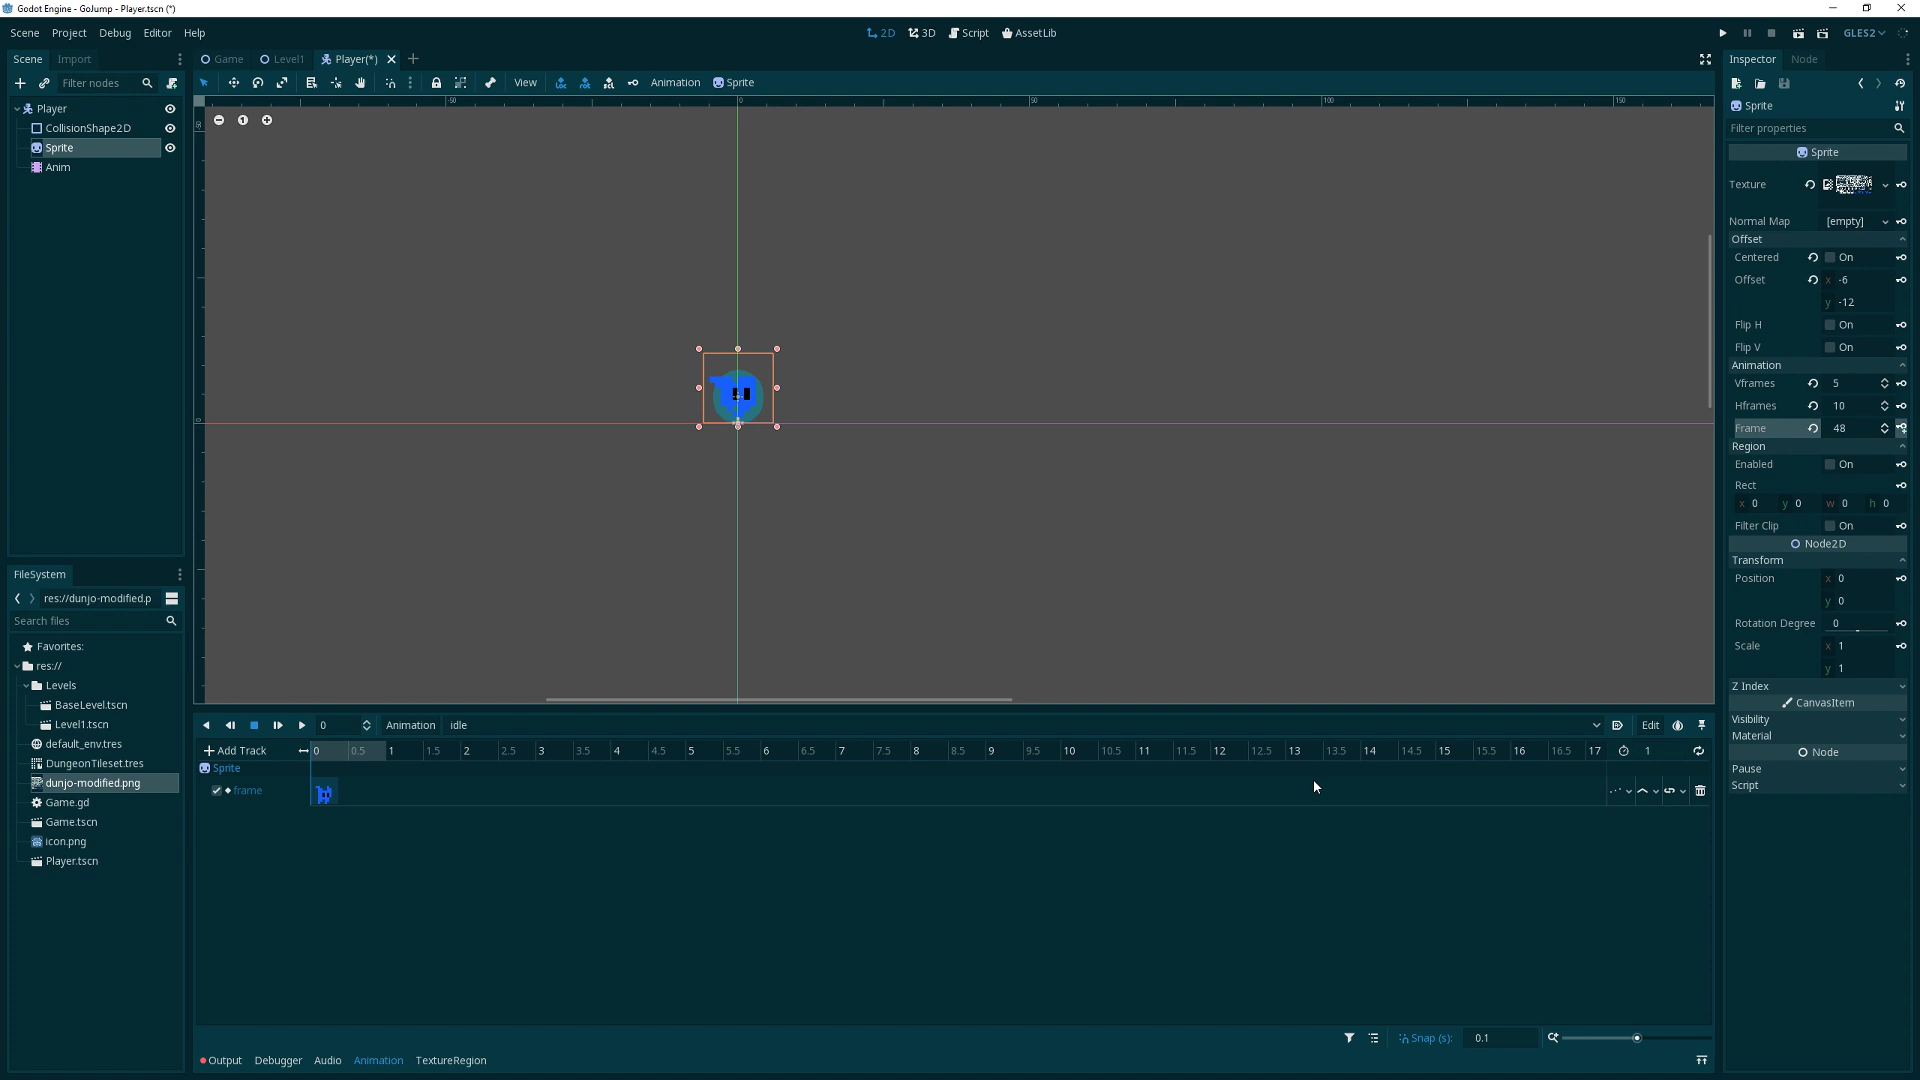 Godot Engine - GoJump - Player.tscn (*)
Scene Project Debug Editor Help
2D 3D Script AssetLib
GLES2
Scene Import
Game Level1 Player(*)
Inspector Node
Filter nodes
View Animation Sprite
Player
CollisionShape2D
Sprite
Anim
-50 0 50 100 150
-50
0
Sprite
Filter properties
Sprite
Texture
Normal Map [empty]
Offset
Centered On
Offset x -6
y -12
Flip H On
Flip V On
Animation
Vframes 5
Hframes 10
Frame 48
Region
Enabled On
Rect
x 0 y 0 w 0 h 0
Filter Clip On
Node2D
Transform
Position x 0
y 0
Rotation Degree 0
Scale x 1
y 1
Z Index
CanvasItem
Visibility
Material
Node
Pause
Script
FileSystem
res://dunjo-modified.p
Search files
Favorites:
res://
Levels
BaseLevel.tscn
Level1.tscn
default_env.tres
DungeonTileset.tres
dunjo-modified.png
Game.gd
Game.tscn
icon.png
Player.tscn
0 Animation idle Edit
Add Track 0 0.5 1 1.5 2 2.5 3 3.5 4 4.5 5 5.5 6 6.5 7 7.5 8 8.5 9 9.5 10 10.5 11 11.5 12 12.5 13 13.5 14 14.5 15 15.5 16 16.5 17 1
Sprite
frame
Snap (s): 0.1
Output Debugger Audio Animation TextureRegion